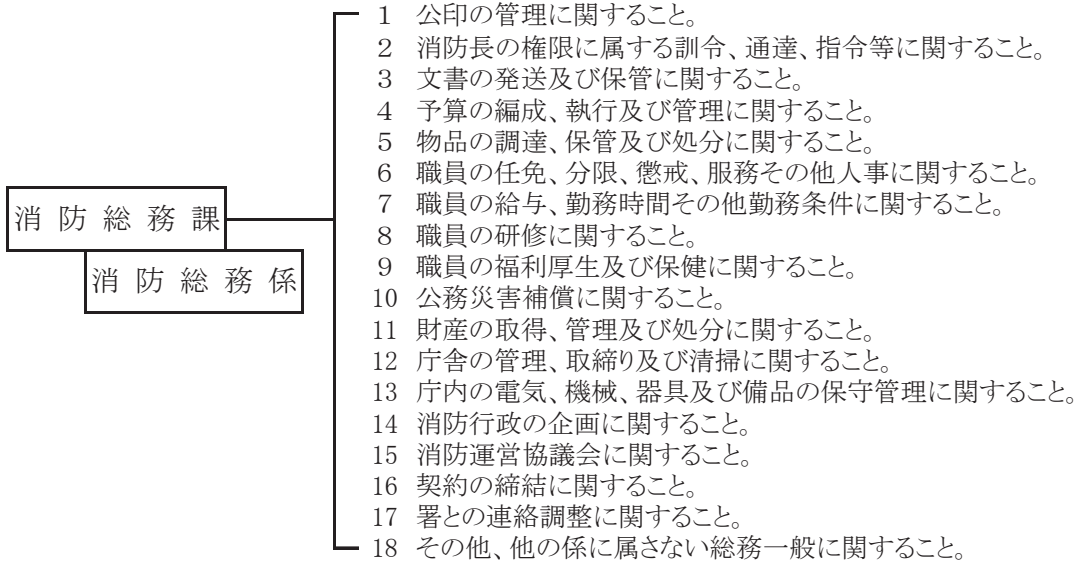 消防総務課
消防総務係
1 公印の管理に関すること。
2 消防長の権限に属する訓令、通達、指令等に関すること。
3 文書の発送及び保管に関すること。
4 予算の編成、執行及び管理に関すること。
5 物品の調達、保管及び処分に関すること。
6 職員の任免、分限、懲戒、服務その他人事に関すること。
7 職員の給与、勤務時間その他勤務条件に関すること。
8 職員の研修に関すること。
9 職員の福利厚生及び保健に関すること。
10 公務災害補償に関すること。
11 財産の取得、管理及び処分に関すること。
12 庁舎の管理、取締り及び清掃に関すること。
13 庁内の電気、機械、器具及び備品の保守管理に関すること。
14 消防行政の企画に関すること。
15 消防運営協議会に関すること。
16 契約の締結に関すること。
17 署との連絡調整に関すること。
18 その他、他の係に属さない総務一般に関すること。